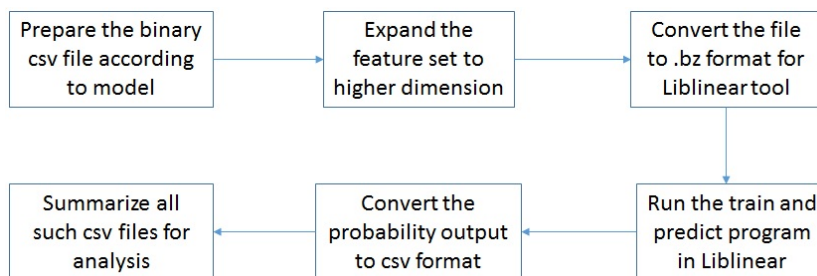 Prepare the binary
csv file according
to model
Expand the
feature set to
higher dimension
Convert the file
to .bz format for
Liblinear tool
Run the train and
predict program
in Liblinear
Convert the
probability output
to csv format
Summarize all
such csv files for
analysis